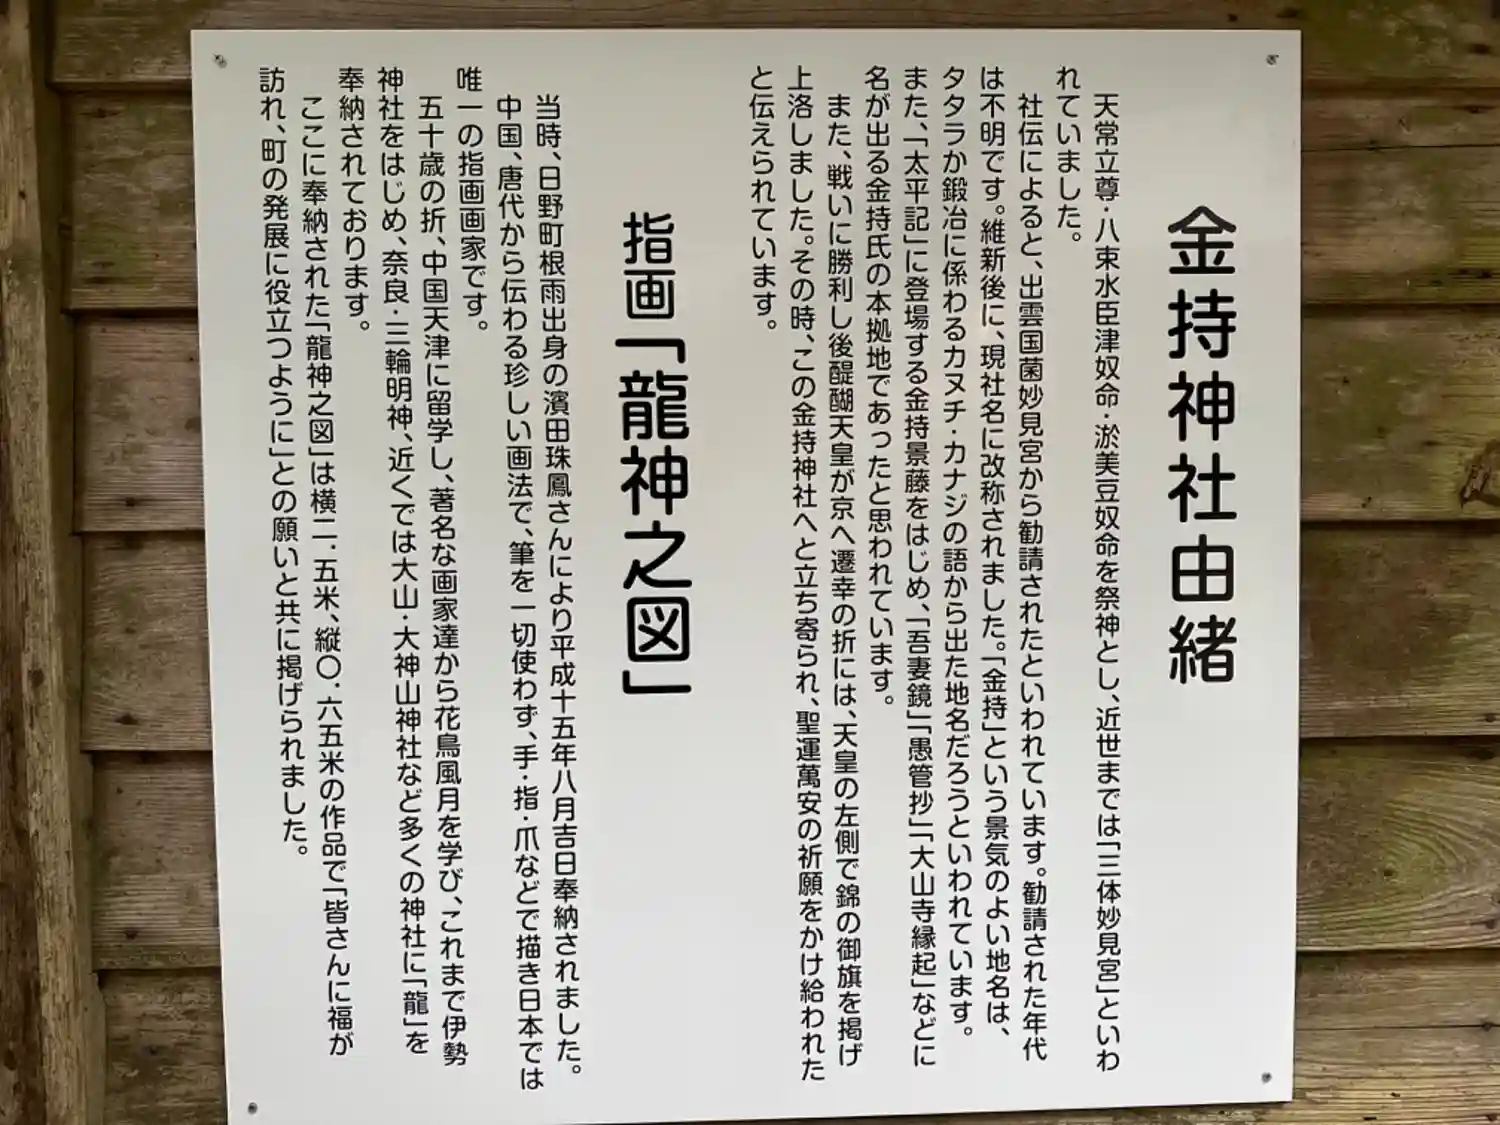 金持神社由緒
天常立尊・八束水臣津奴命・淤美豆奴命を祭神とし、近世までは「三体妙見宮」といわ
れていました。
社伝によると、出雲国薗妙見宮から勧請されたといわれています。勧請された年代
は不明です。維新後に、現社名に改称されました。「金持」という景気のよい地名は、
タタラか鍛冶に係わるカヌチ・カナジの語から出た地名だろうといわれています。
また、「太平記」に登場する金持景藤をはじめ、「吾妻鏡」「愚管抄」「大山寺縁起」などに
名が出る金持氏の本拠地であったと思われています。
また、戦いに勝利し後醍醐天皇が京へ遷幸の折には、天皇の左側で錦の御旗を掲げ
上洛しました。その時、この金持神社へと立ち寄られ、聖運萬安の祈願をかけ給われた
と伝えられています。
指画「龍神之図」
当時、日野町根雨出身の濱田珠鳳さんにより平成十五年八月吉日奉納されました。
中国、唐代から伝わる珍しい画法で、筆を一切使わず、手・指・爪などで描き日本では
唯一の指画画家です。
五十歳の折、中国天津に留学し、著名な画家達から花鳥風月を学び、これまで伊勢
神社をはじめ、奈良・三輪明神、近くでは大山・大神山神社など多くの神社に「龍」を
奉納されております。
ここに奉納された「龍神之図」は横二・五米、縦〇・六五米の作品で「皆さんに福が
訪れ、町の発展に役立つように」との願いと共に掲げられました。